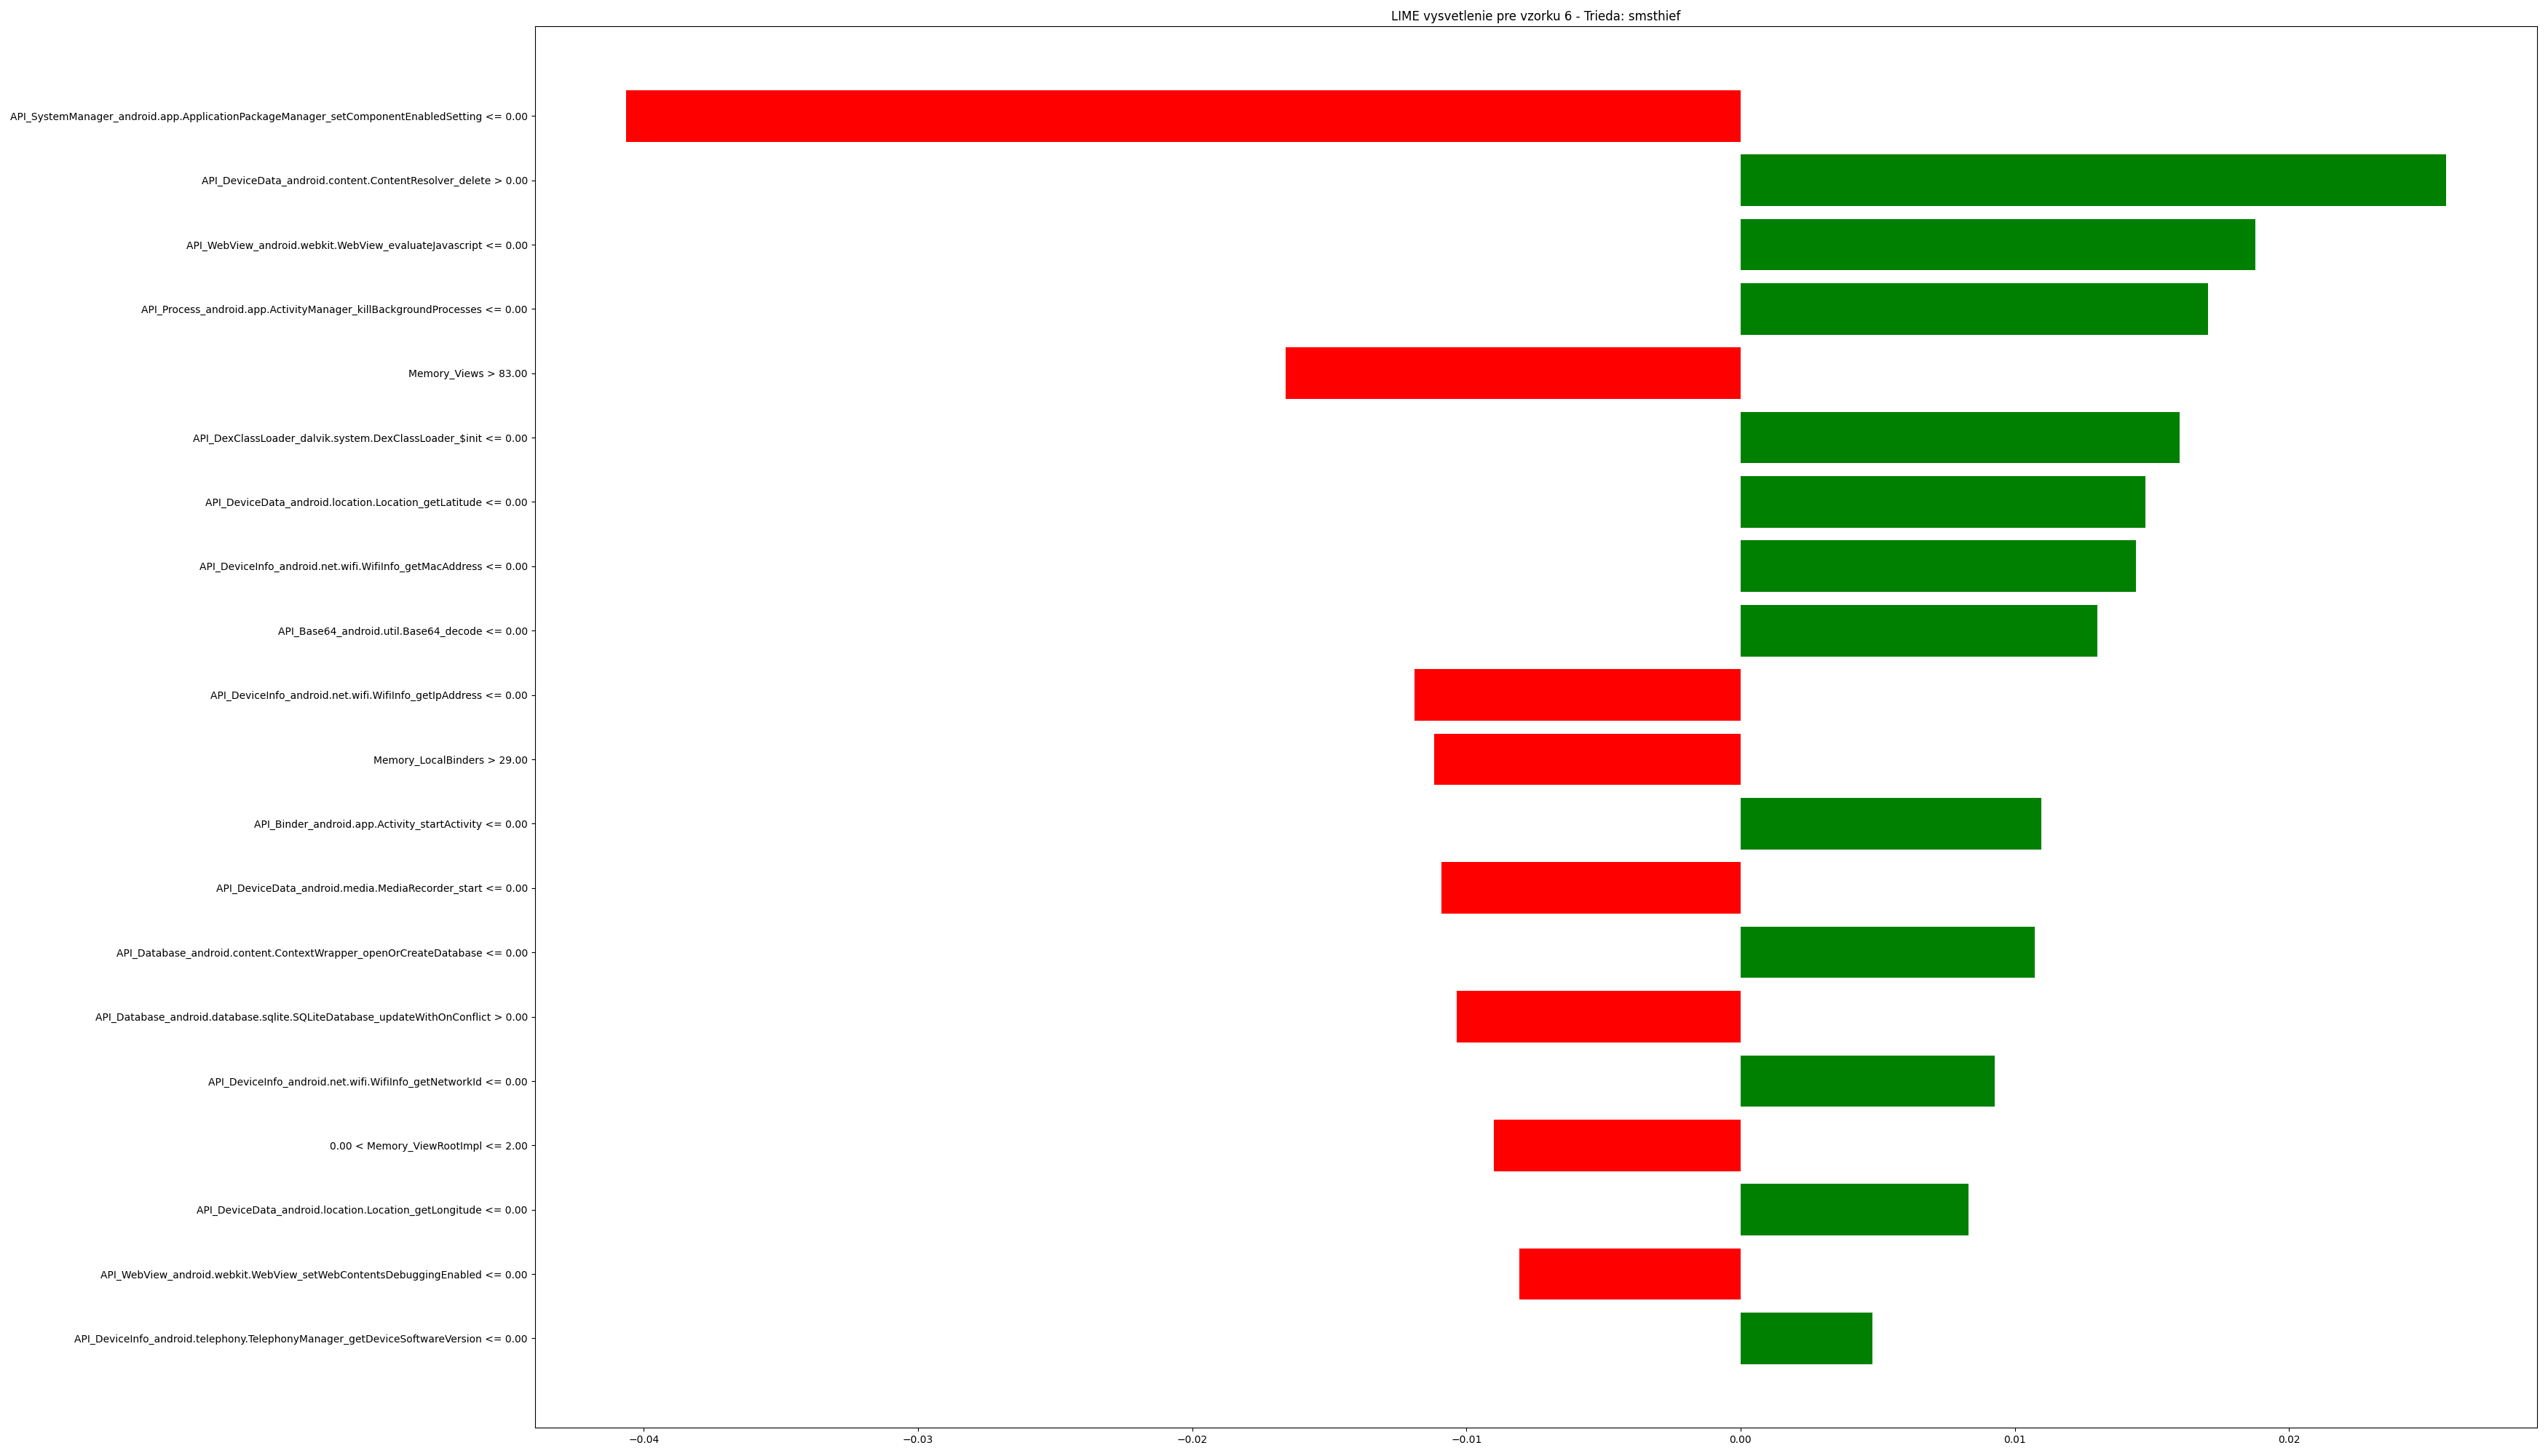 LIME vysvetlenie pre vzorku 6 - Trieda: smsthief
API_SystemManager_android.app.ApplicationPackageManager_setComponentEnabledSetting <= 0.00
API_DeviceData_android.content.ContentResolver_delete > 0.00
API_WebView_android.webkit.WebView_evaluateJavascript <= 0.00
API_Process_android.app.ActivityManager_killBackgroundProcesses <= 0.00
Memory_Views > 83.00
API_DexClassLoader_dalvik.system.DexClassLoader_$init <= 0.00
API_DeviceData_android.location.Location_getLatitude <= 0.00
API_DeviceInfo_android.net.wifi.WifiInfo_getMacAddress <= 0.00
API_Base64_android.util.Base64_decode <= 0.00
API_DeviceInfo_android.net.wifi.WifiInfo_getIpAddress <= 0.00
Memory_LocalBinders > 29.00
API_Binder_android.app.Activity_startActivity <= 0.00
API_DeviceData_android.media.MediaRecorder_start <= 0.00
API_Database_android.content.ContextWrapper_openOrCreateDatabase <= 0.00
API_Database_android.database.sqlite.SQLiteDatabase_updateWithOnConflict > 0.00
API_DeviceInfo_android.net.wifi.WifiInfo_getNetworkId <= 0.00
0.00 < Memory_ViewRootImpl <= 2.00
API_DeviceData_android.location.Location_getLongitude <= 0.00
API_WebView_android.webkit.WebView_setWebContentsDebuggingEnabled <= 0.00
API_DeviceInfo_android.telephony.TelephonyManager_getDeviceSoftwareVersion <= 0.00
−0.04 −0.03 −0.02 −0.01 0.00 0.01 0.02